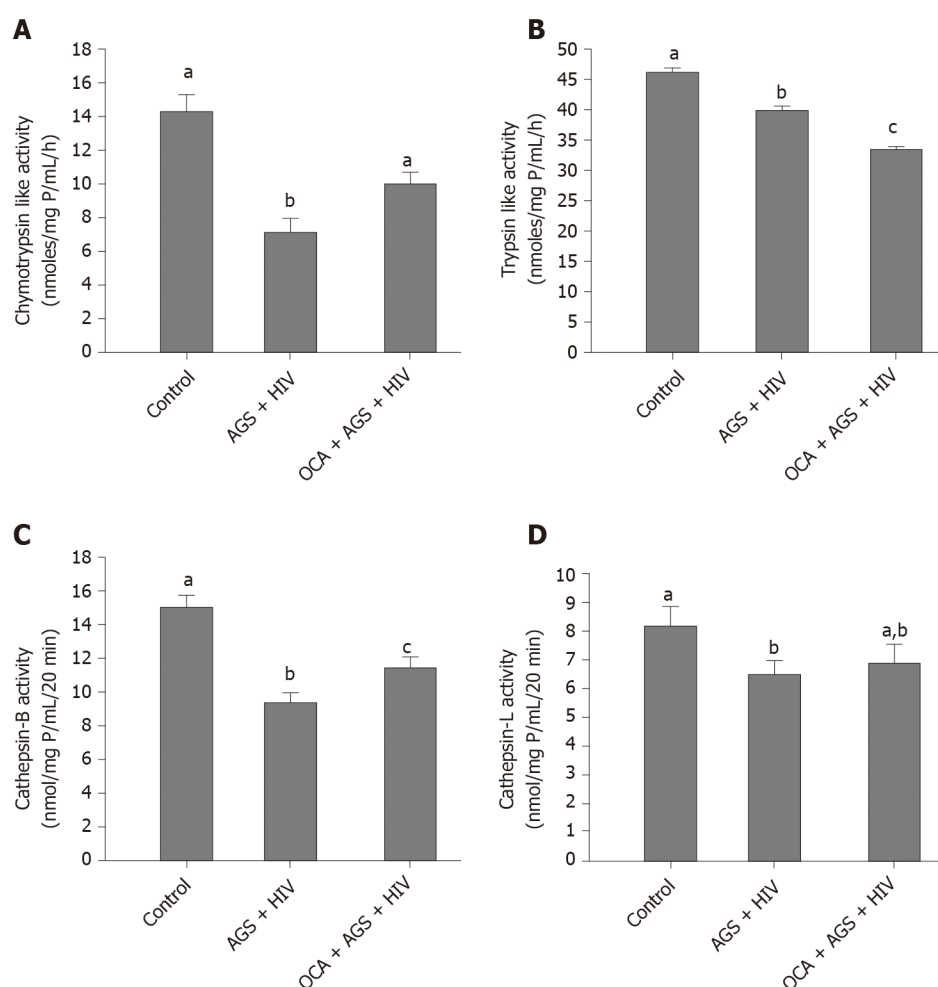 A
Chymotrypsin like activity
(nmoles/mg P/mL/h)
18
16
14
12
10
8
6
4
2
0
a
b
a
Control
AGS + HIV
OCA + AGS + HIV
B
Trypsin like activity
(nmoles/mg P/mL/h)
50
45
40
35
30
25
20
15
10
5
0
a
b
c
Control
AGS + HIV
OCA + AGS + HIV
C
Cathepsin-B activity
(nmol/mg P/mL/20 min)
18
16
14
12
10
8
6
4
2
0
a
b
c
Control
AGS + HIV
OCA + AGS + HIV
D
Cathepsin-L activity
(nmol/mg P/mL/20 min)
10
9
8
7
6
5
4
3
2
1
0
a
b
a,b
Control
AGS + HIV
OCA + AGS + HIV